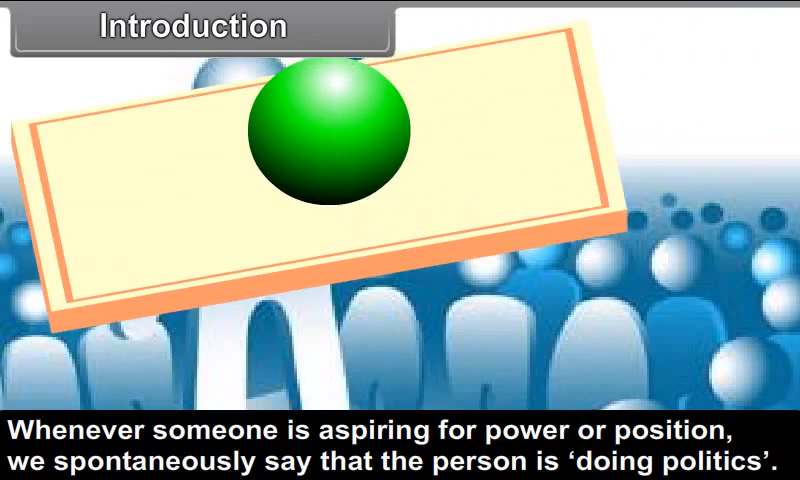 Introduction
Whenever someone is aspiring for power or position,
we spontaneously say that the person is ‘doing politics’.